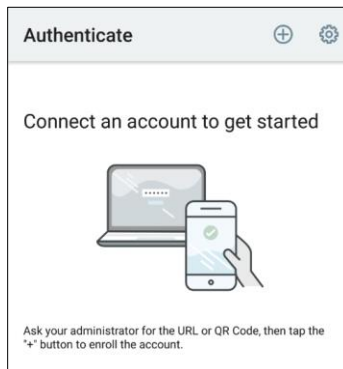 Authenticate
Connect an account to get started
Ask your administrator for the URL or QR Code, then tap the
"+" button to enroll the account.